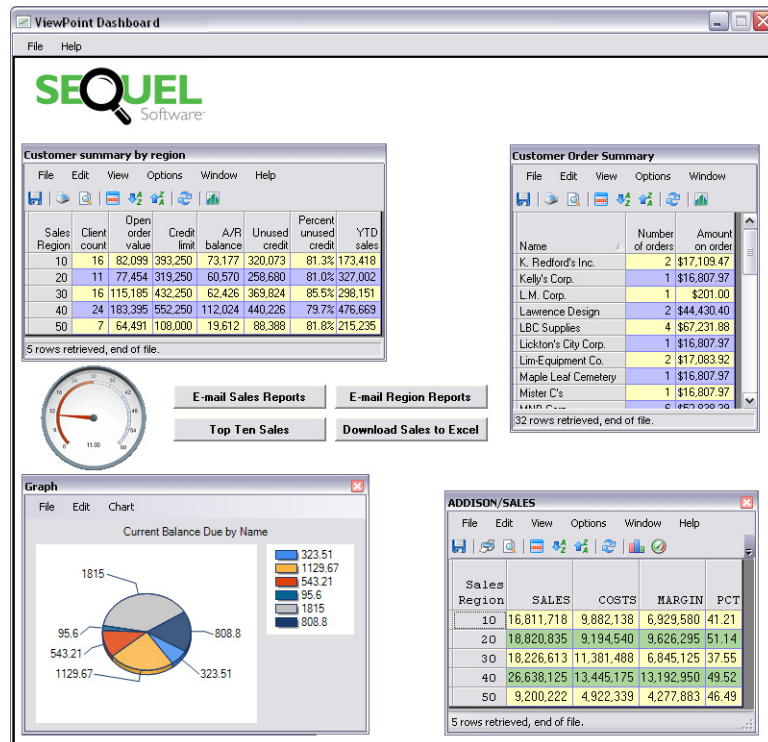 ViewPoint Dashboard
File Help
SEQUEL
Software
Customer summary by region
File Edit View Options Window Help
Sales Region Client count Open order value Credit limit A/R balance Unused credit Percent unused credit YTD sales
10 16 82,099 393,250 73,177 320,073 81.3% 173,418
20 11 77,454 319,250 60,570 258,680 81.0% 327,002
30 16 115,185 432,250 62,426 369,824 85.5% 298,151
40 24 183,395 552,250 112,024 440,226 79.7% 476,669
50 7 64,491 108,000 19,612 88,388 81.8% 215,235
5 rows retrieved, end of file.
Customer Order Summary
File Edit View Options Window
Name Number of orders Amount on order
K. Redford's Inc. 2 $17,109.47
Kelly's Corp. 1 $16,807.97
L.M. Corp. 1 $201.00
Lawrence Design 2 $44,430.40
LBC Supplies 4 $67,231.88
Lickton's City Corp. 1 $16,807.97
Lim-Equipment Co. 2 $17,083.92
Maple Leaf Cemetery 1 $16,807.97
Mister C's 1 $16,807.97
32 rows retrieved, end of file.
0 6 12 18 24 30 36 42 48 54 60
11.00
E-mail Sales Reports E-mail Region Reports
Top Ten Sales Download Sales to Excel
Graph
File Edit Chart
Current Balance Due by Name
1815
95.6
543.21
1129.67
808.8
323.51
323.51
1129.67
543.21
95.6
1815
808.8
ADDISON/SALES
File Edit View Options Window Help
Sales Region SALES COSTS MARGIN PCT
10 16,811,718 9,882,138 6,929,580 41.21
20 18,820,835 9,194,540 9,626,295 51.14
30 18,226,613 11,381,488 6,845,125 37.55
40 26,638,125 13,445,175 13,192,950 49.52
50 9,200,222 4,922,339 4,277,883 46.49
5 rows retrieved, end of file.